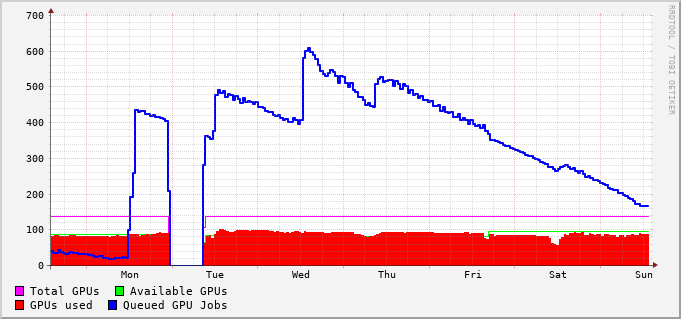 700
600
500
400
300
200
100
0
Mon Tue Wed Thu Fri Sat Sun
Total GPUs Available GPUs
GPUs used Queued GPU Jobs
RRDTOOL / TOBI OETIKER